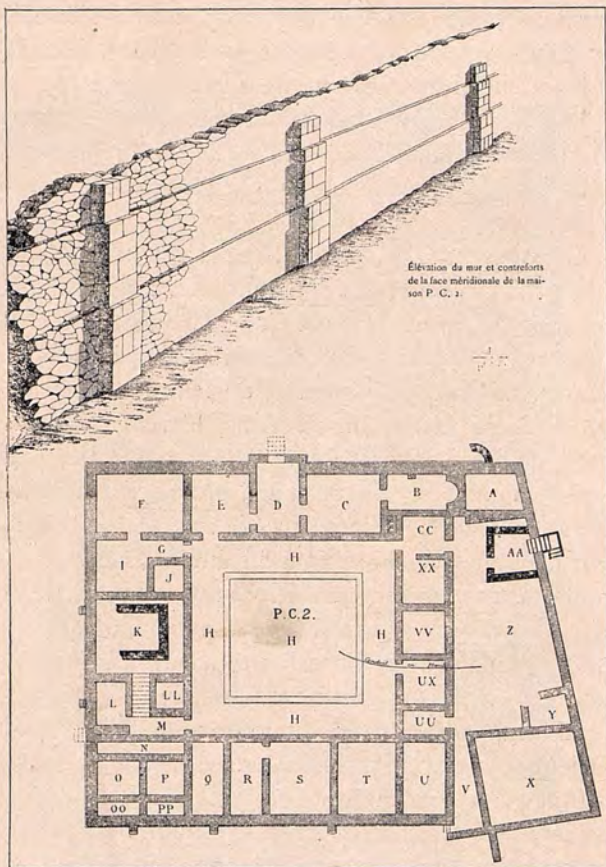 Élévation du mur et contreforts
de la face méridionale de la mai-
son P. C. 2.
F E D C B A
CC AA
G H
I J XX
P.C.2.
K H H H VV Z
UX
L LL
M H UU Y
N
O P Q R S T U V X
OO PP